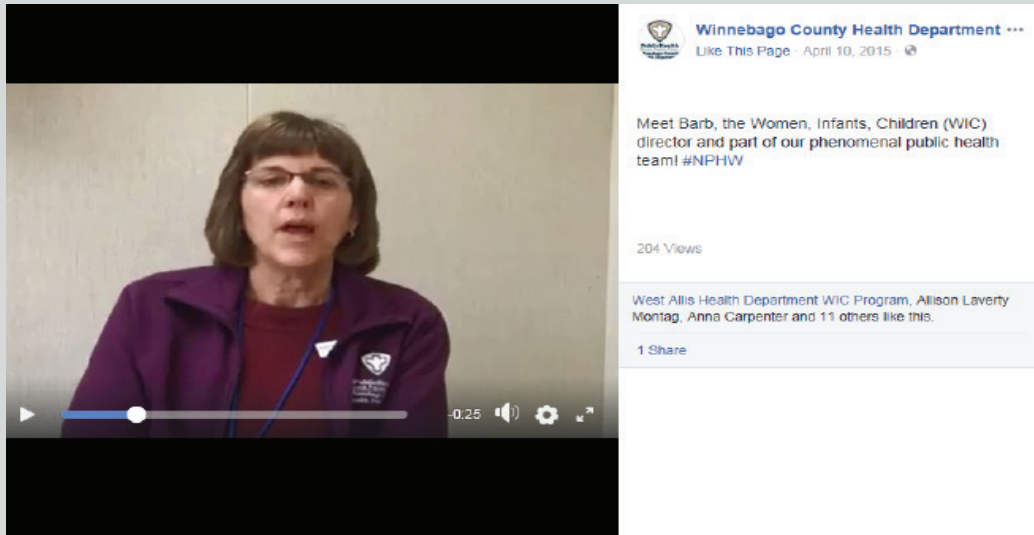 Winnebago County Health Department ...
Like This Page · April 10, 2015 ·
Meet Barb, the Women, Infants, Children (WIC)
director and part of our phenomenal public health
team! #NPHW
204 Views
West Allis Health Department WIC Program, Allison Laverty
Montag, Anna Carpenter and 11 others like this.
1 Share
-0:25